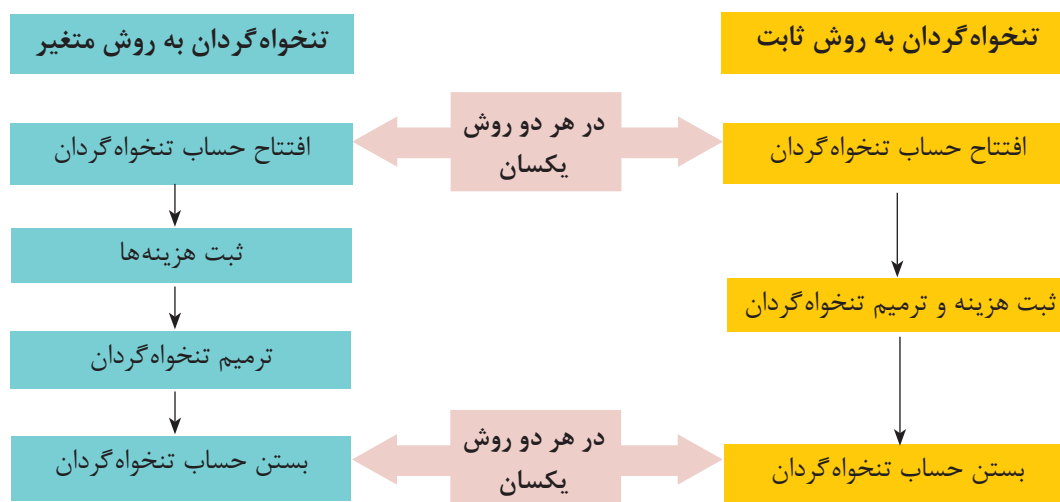 تنخواه‌گردان به روش ثابت
تنخواه‌گردان به روش متغیر
افتتاح حساب تنخواه‌گردان
در هر دو روش
یکسان
افتتاح حساب تنخواه‌گردان
ثبت هزینه‌ها
ثبت هزینه و ترمیم تنخواه‌گردان
ترمیم تنخواه‌گردان
بستن حساب تنخواه‌گردان
در هر دو روش
یکسان
بستن حساب تنخواه‌گردان